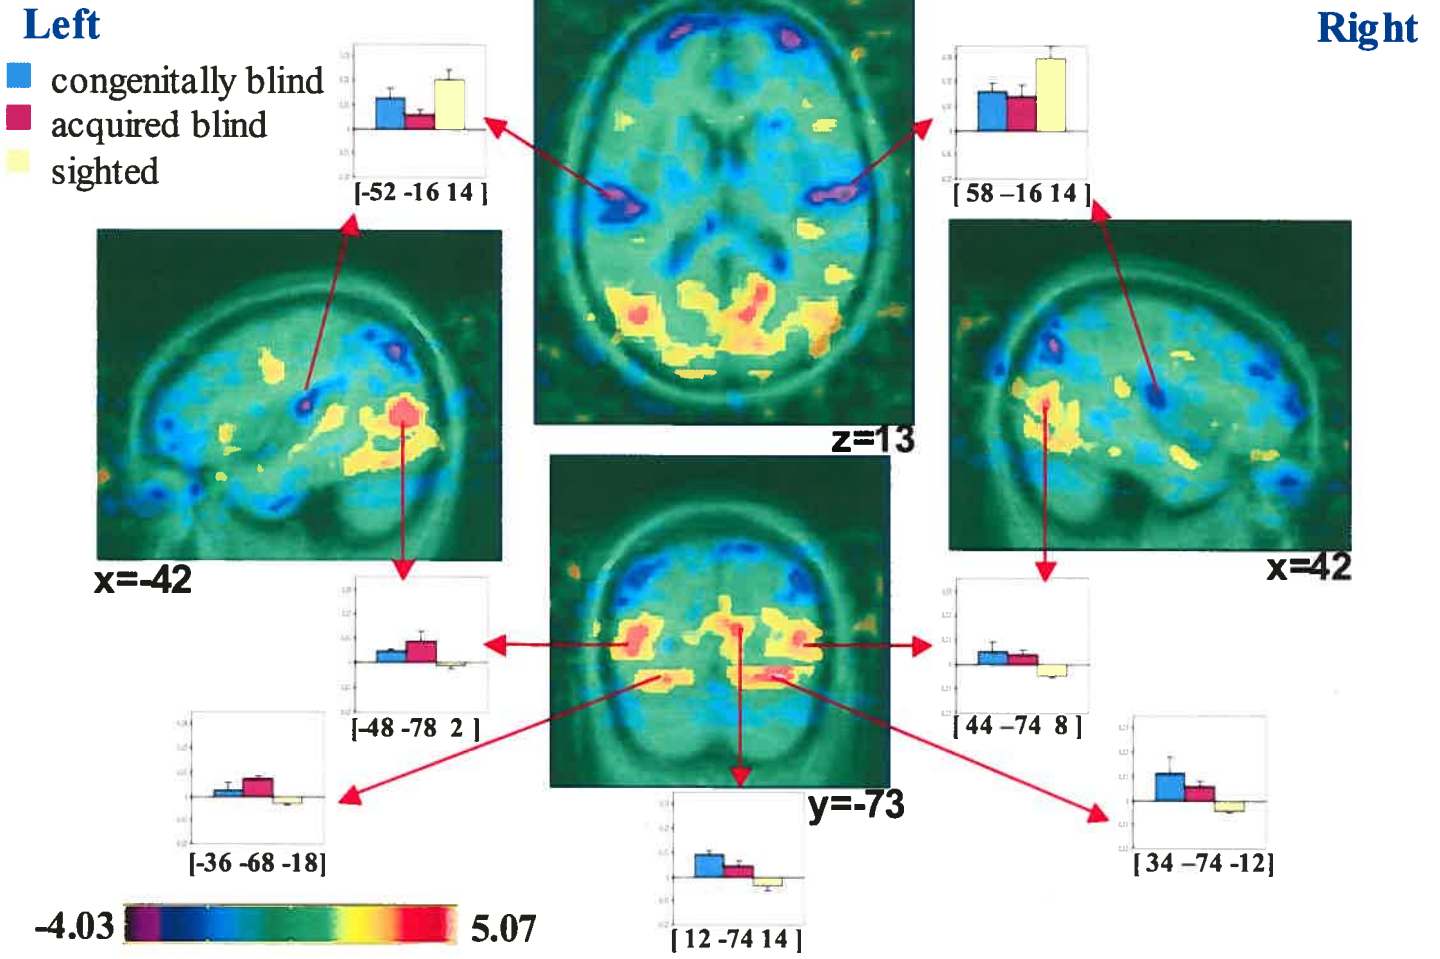 Left
Right
congenitally blind
acquired blind
sighted
[-52 -16 14 ]
[ 58 –16 14 ]
z=13
x=-42
x=42
[-48 -78 2 ]
[ 44 –74 8 ]
y=-73
[-36 -68 -18]
[ 34 –74 -12]
-4.03
5.07
[ 12 -74 14 ]